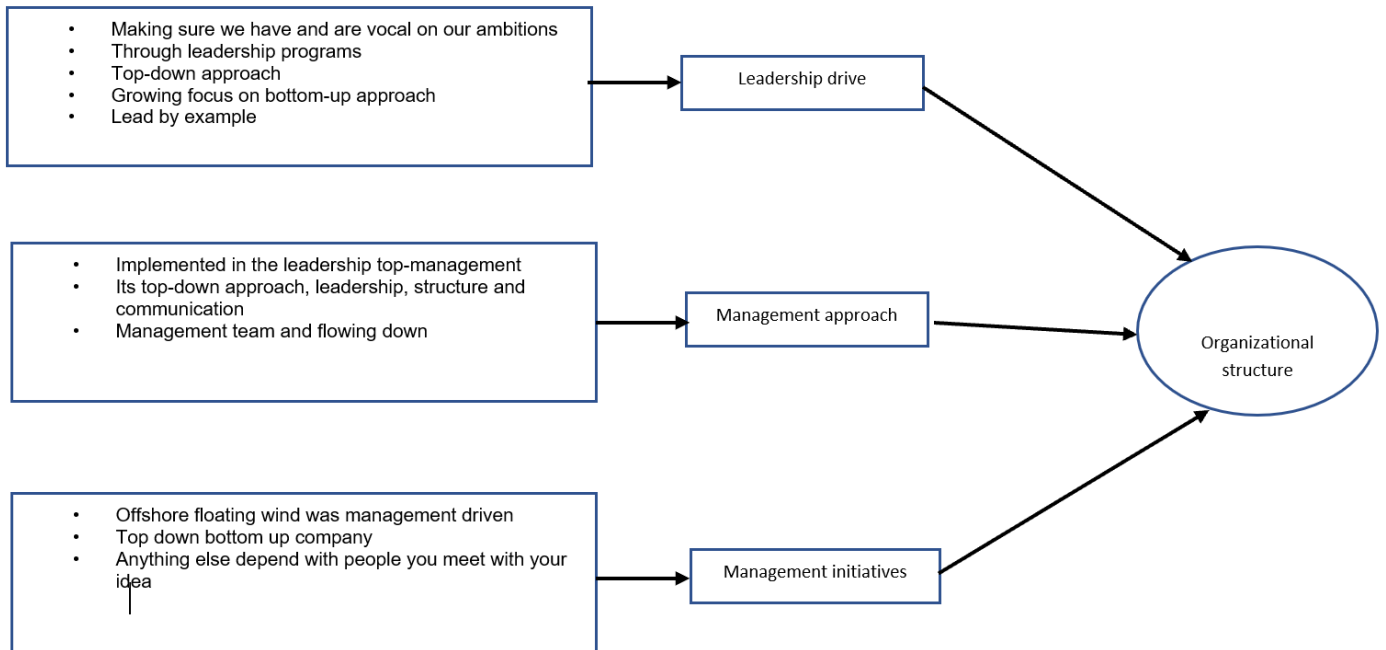 • Making sure we have and are vocal on our ambitions
• Through leadership programs
• Top-down approach
• Growing focus on bottom-up approach
• Lead by example
Leadership drive
• Implemented in the leadership top-management
• Its top-down approach, leadership, structure and
communication
• Management team and flowing down
Management approach
• Offshore floating wind was management driven
• Top down bottom up company
• Anything else depend with people you meet with your
idea
Management initiatives
Organizational
structure